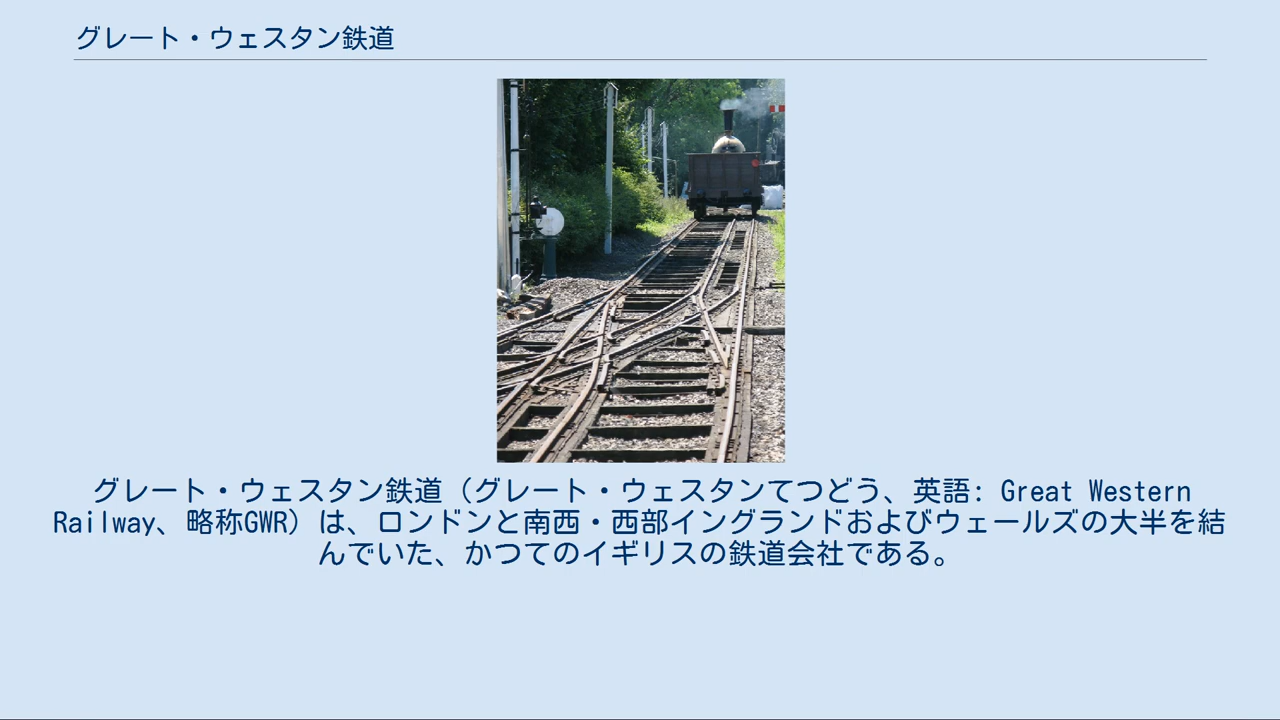 グレート・ウェスタン鉄道
グレート・ウェスタン鉄道（グレート・ウェスタンてつどう、英語: Great Western
Railway、略称GWR）は、ロンドンと南西・西部イングランドおよびウェールズの大半を結
んでいた、かつてのイギリスの鉄道会社である。